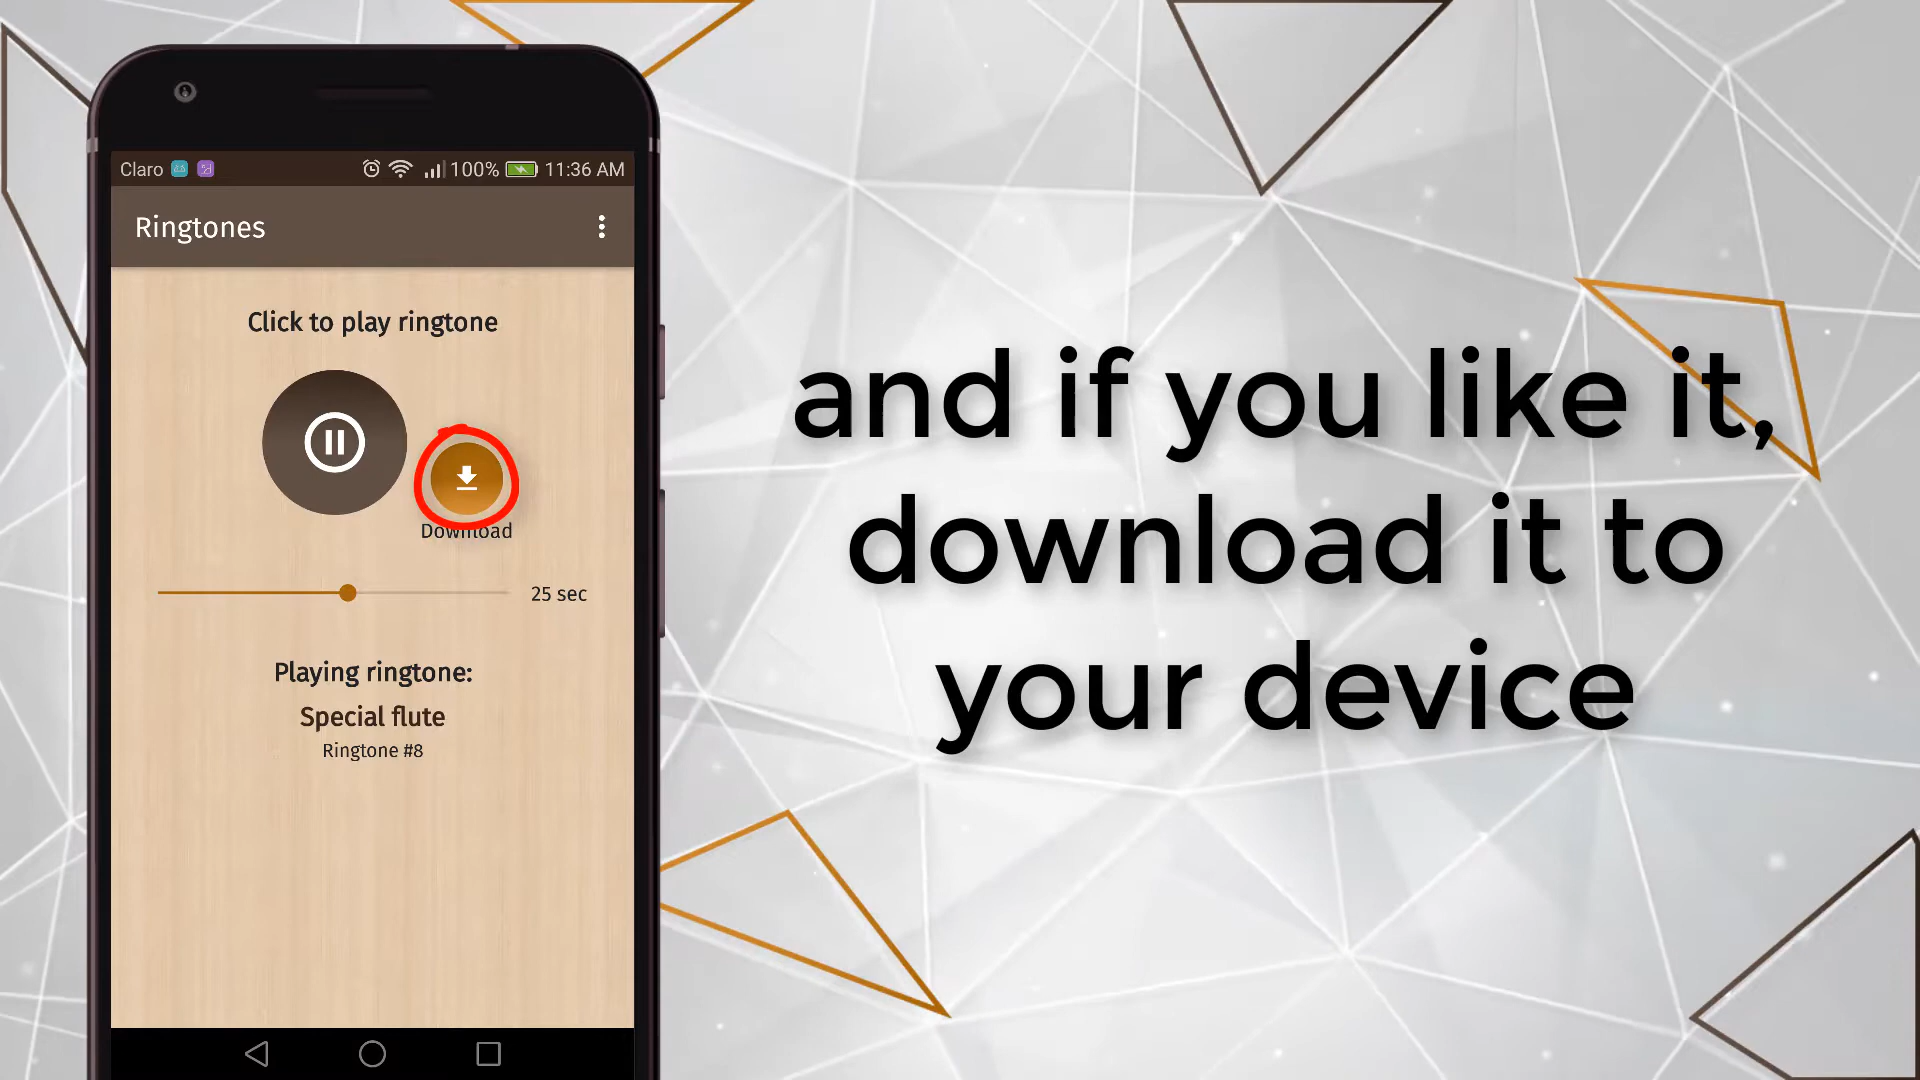 Claro
100% 11:36 AM
Ringtones
Click to play ringtone
Download
25 sec
Playing ringtone:
Special flute
Ringtone #8
and if you like it,
download it to
your device